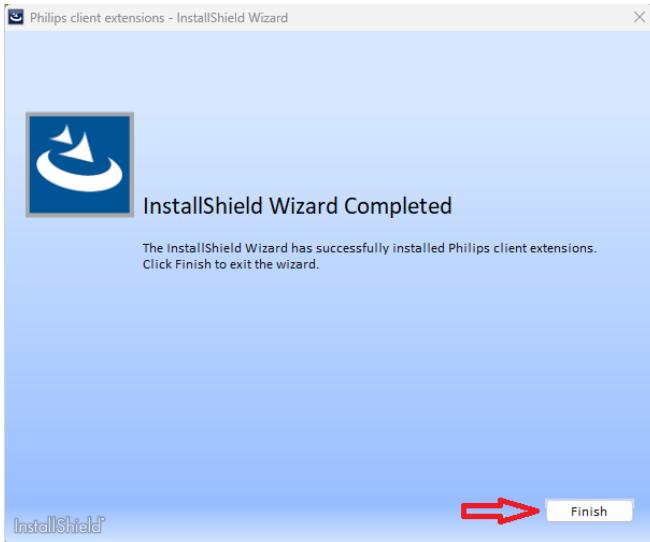 Philips client extensions - InstallShield Wizard
InstallShield Wizard Completed
The InstallShield Wizard has successfully installed Philips client extensions.
Click Finish to exit the wizard.
Finish
InstallShield